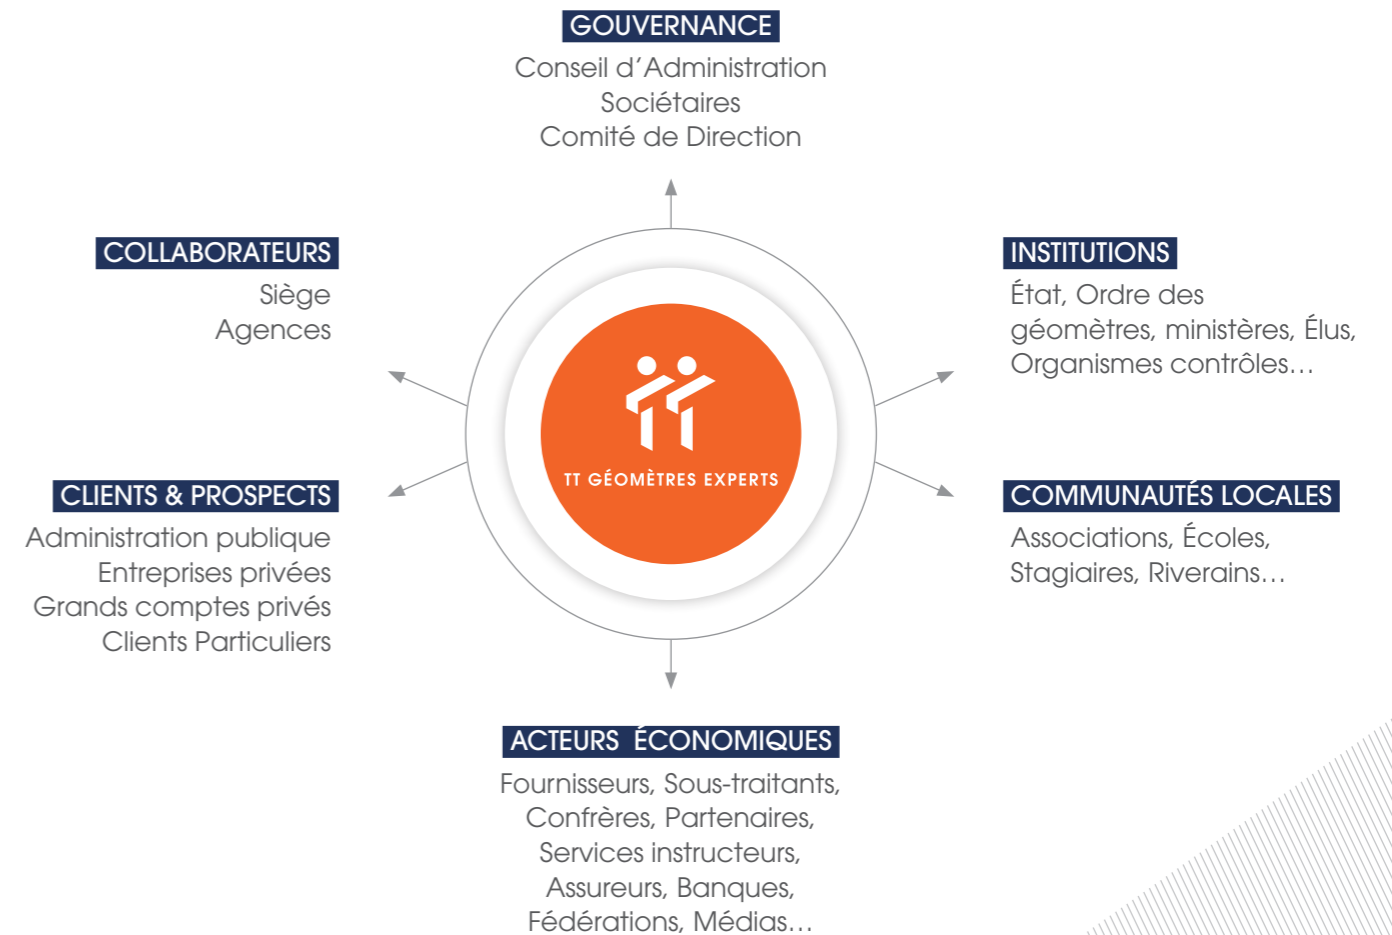 GOUVERNANCE
Conseil d’Administration
Sociétaires
Comité de Direction
COLLABORATEURS
Siège
Agences
INSTITUTIONS
État, Ordre des
géomètres, ministères, Élus,
Organismes contrôles…
TT GÉOMÈTRES EXPERTS
CLIENTS & PROSPECTS
Administration publique
Entreprises privées
Grands comptes privés
Clients Particuliers
COMMUNAUTÉS LOCALES
Associations, Écoles,
Stagiaires, Riverains…
ACTEURS ÉCONOMIQUES
Fournisseurs, Sous-traitants,
Confrères, Partenaires,
Services instructeurs,
Assureurs, Banques,
Fédérations, Médias…